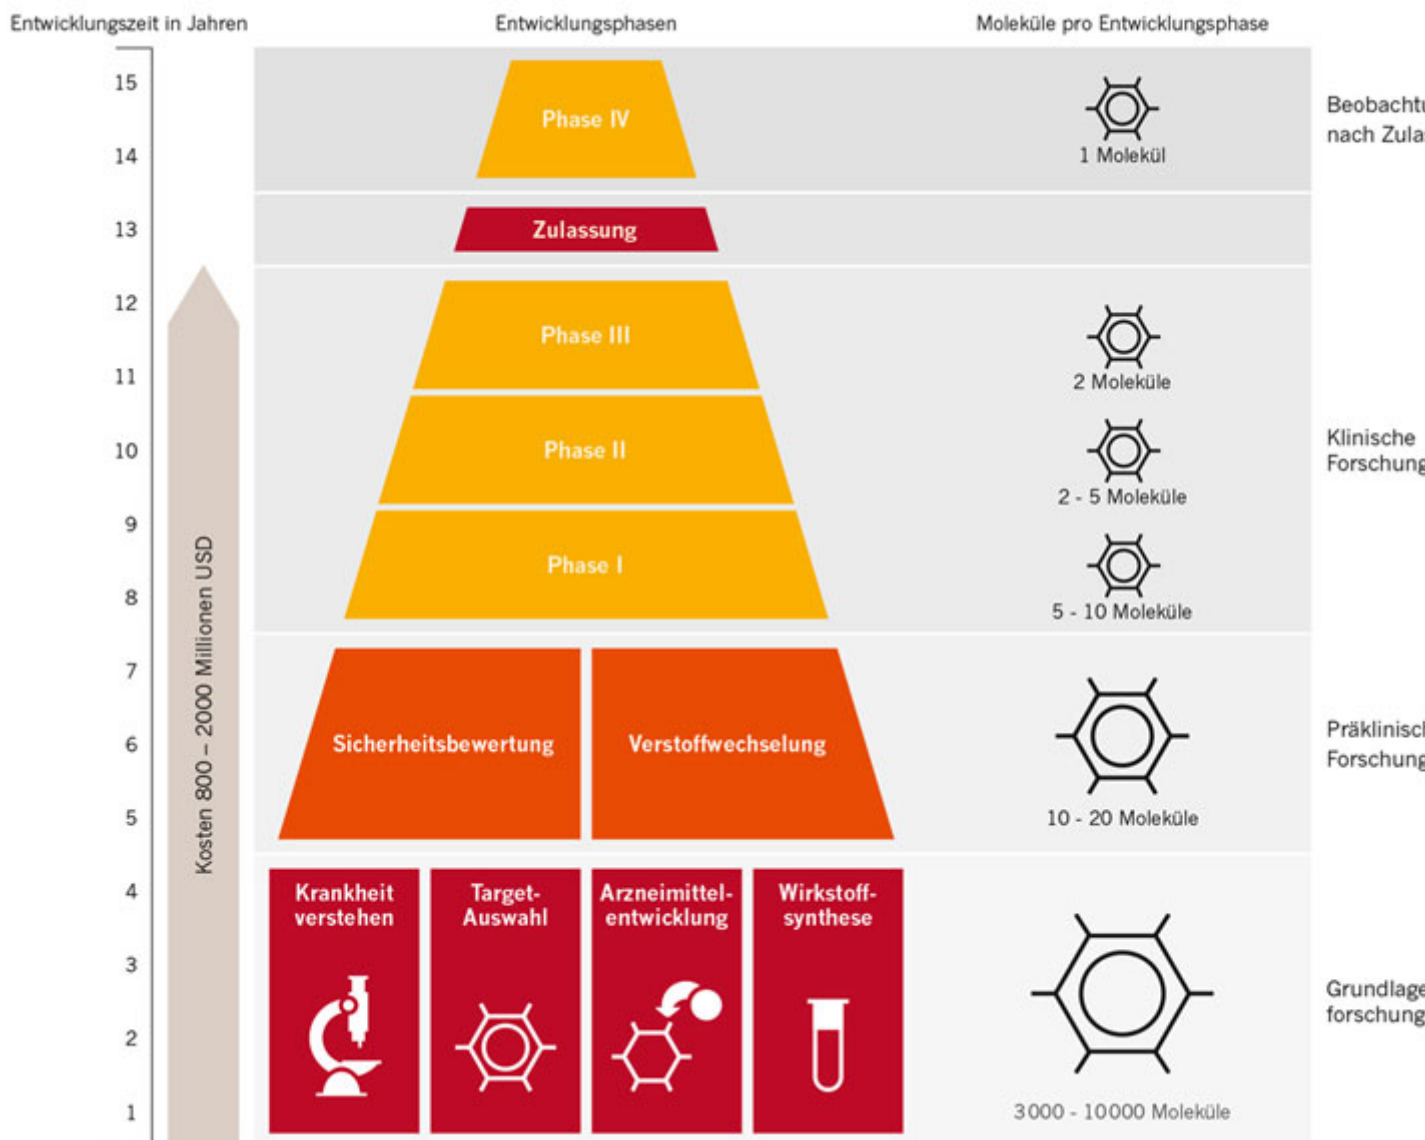 Entwicklungszeit in Jahren
Entwicklungsphasen
Moleküle pro Entwicklungsphase
15
Phase IV
14
1 Molekül
nach
13
Zulassung
12
Phase III
11
2 Moleküle
10
Phase II
Klinische
2 - 5 Moleküle
9
Phase I
8
5 - 10 Moleküle
Kosten 800 – 2000 Millionen USD
7
6
Sicherheitsbewertung
Verstoffwechselung
5
10 - 20 Moleküle
4
Krankheit
verstehen
Target-
Auswahl
Arzneimittel-
entwicklung
Wirkstoff-
synthese
3
2
forschung
1
3000 - 10000 Moleküle